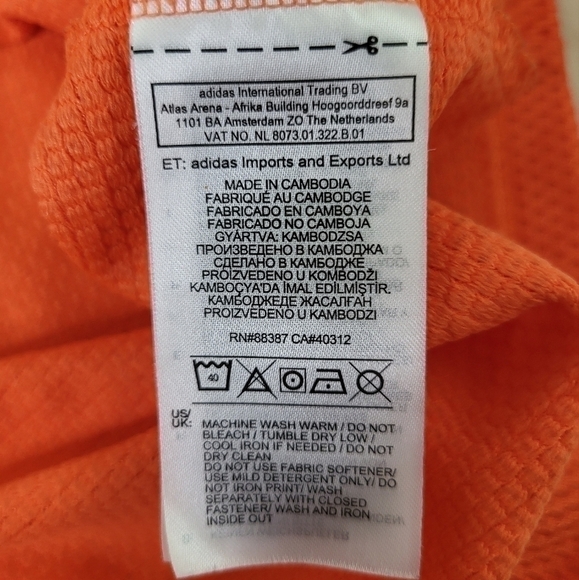 adidas International Trading BV
Atlas Arena - Afrika Building Hoogoorddreef 9a
1101 BA Amsterdam ZO The Netherlands
VAT NO. NL 8073.01.322.B.01
ET: adidas Imports and Exports Ltd
MADE IN CAMBODIA
FABRIQUÉ AU CAMBODGE
FABRICADO EN CAMBOYA
FABRICADO NO CAMBOJA
GYÁRTVA: KAMBODZSA
ПРОИЗВЕДЕНО В КАМБОДЖА
СДЕЛАНО В КАМБОДЖЕ
PROIZVEDENO U KOMBODŽI
KAMBOÇYA'DA İMAL EDİLMİŞTİR.
КАМБОДЖЕДЕ ЖАСАЛҒАН
PROIZVEDENO U KAMBODŽI
RN#88387 CA#40312
40
US/
UK: MACHINE WASH WARM / DO NOT
BLEACH / TUMBLE DRY LOW /
COOL IRON IF NEEDED / DO NOT
DRY CLEAN
DO NOT USE FABRIC SOFTENER/
USE MILD DETERGENT ONLY/ DO
NOT IRON PRINT/ WASH
SEPARATELY WITH CLOSED
FASTENER/ WASH AND IRON
INSIDE OUT